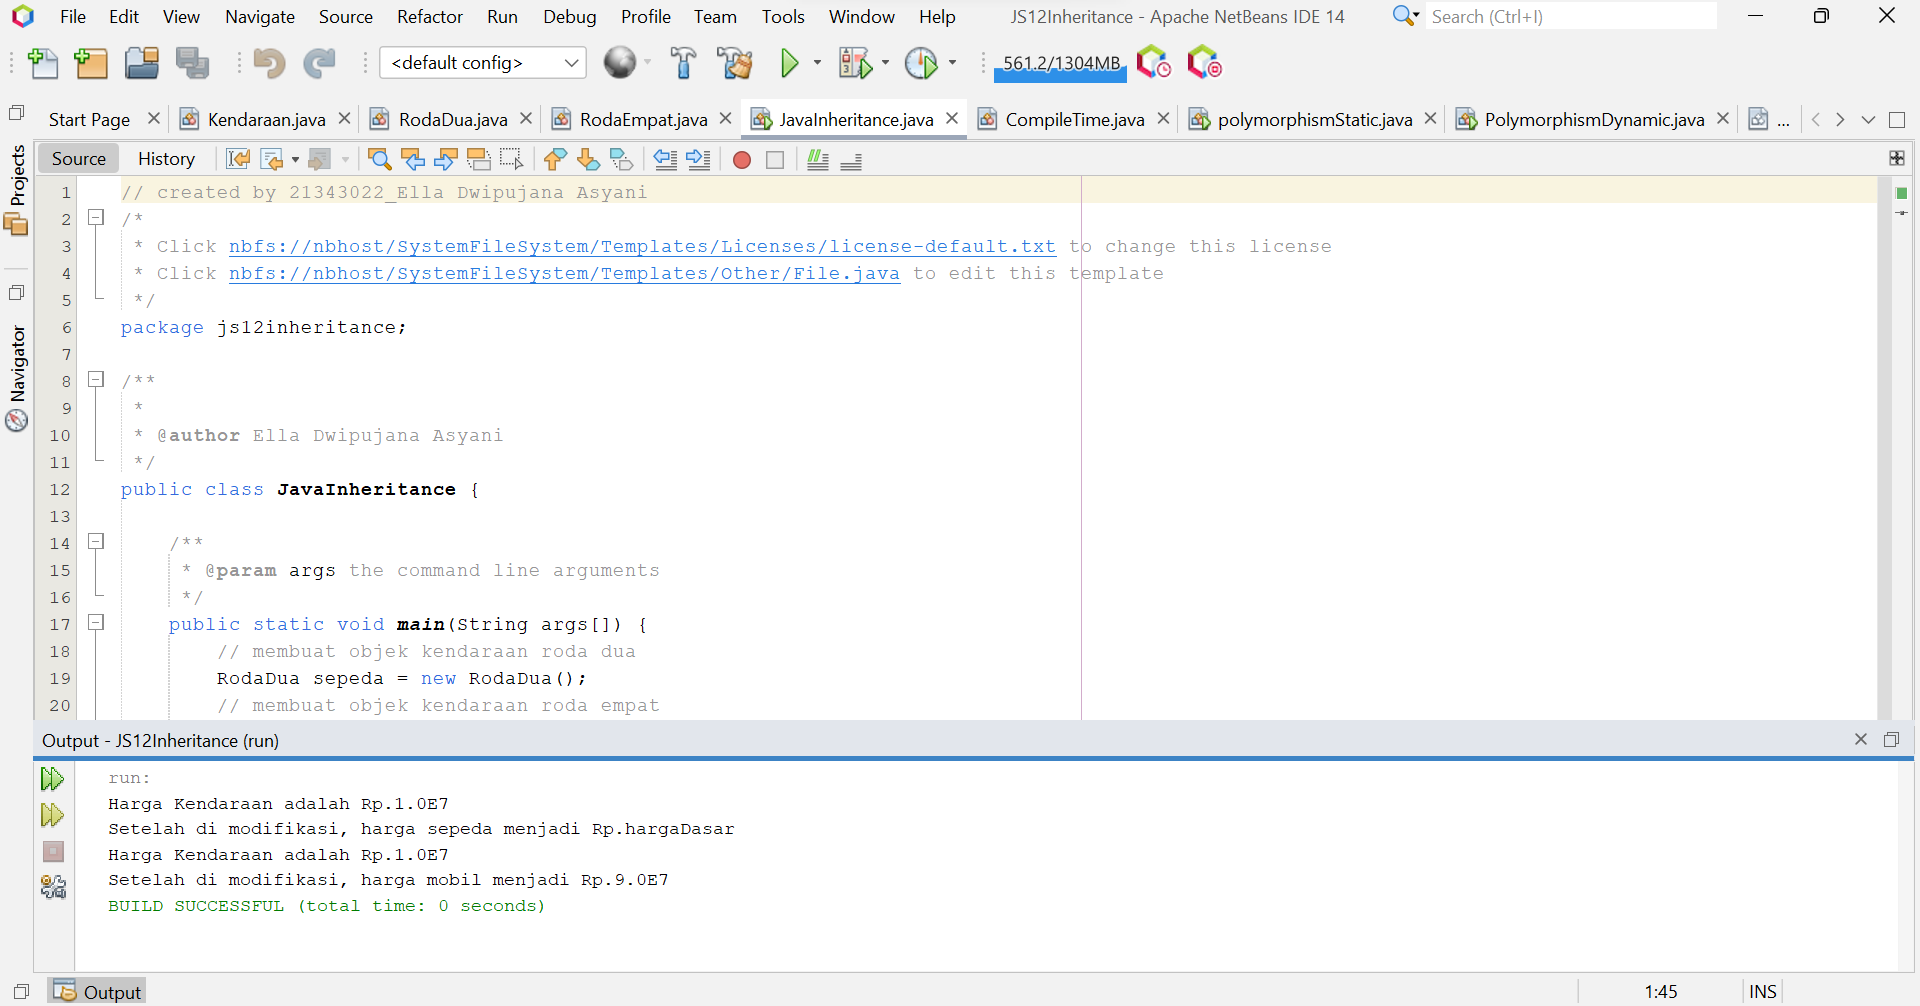 File Edit View Navigate Source Refactor Run Debug Profile Team Tools Window Help JS12Inheritance - Apache NetBeans IDE 14 Search (Ctrl+I)
<default config> 561.2/1304MB
Start Page Kendaraan.java RodaDua.java RodaEmpat.java JavaInheritance.java CompileTime.java polymorphismStatic.java PolymorphismDynamic.java ...
Source History
Projects
Navigator
1 // created by 21343022_Ella Dwipujana Asyani
2 /*
3 * Click nbfs://nbhost/SystemFileSystem/Templates/Licenses/license-default.txt to change this license
4 * Click nbfs://nbhost/SystemFileSystem/Templates/Other/File.java to edit this template
5 */
6 package js12inheritance;
7
8 /**
9 *
10 * @author Ella Dwipujana Asyani
11 */
12 public class JavaInheritance {
13
14 /**
15 * @param args the command line arguments
16 */
17 public static void main(String args[]) {
18 // membuat objek kendaraan roda dua
19 RodaDua sepeda = new RodaDua();
20 // membuat objek kendaraan roda empat
Output - JS12Inheritance (run)
run:
Harga Kendaraan adalah Rp.1.0E7
Setelah di modifikasi, harga sepeda menjadi Rp.hargaDasar
Harga Kendaraan adalah Rp.1.0E7
Setelah di modifikasi, harga mobil menjadi Rp.9.0E7
BUILD SUCCESSFUL (total time: 0 seconds)
Output 1:45 INS